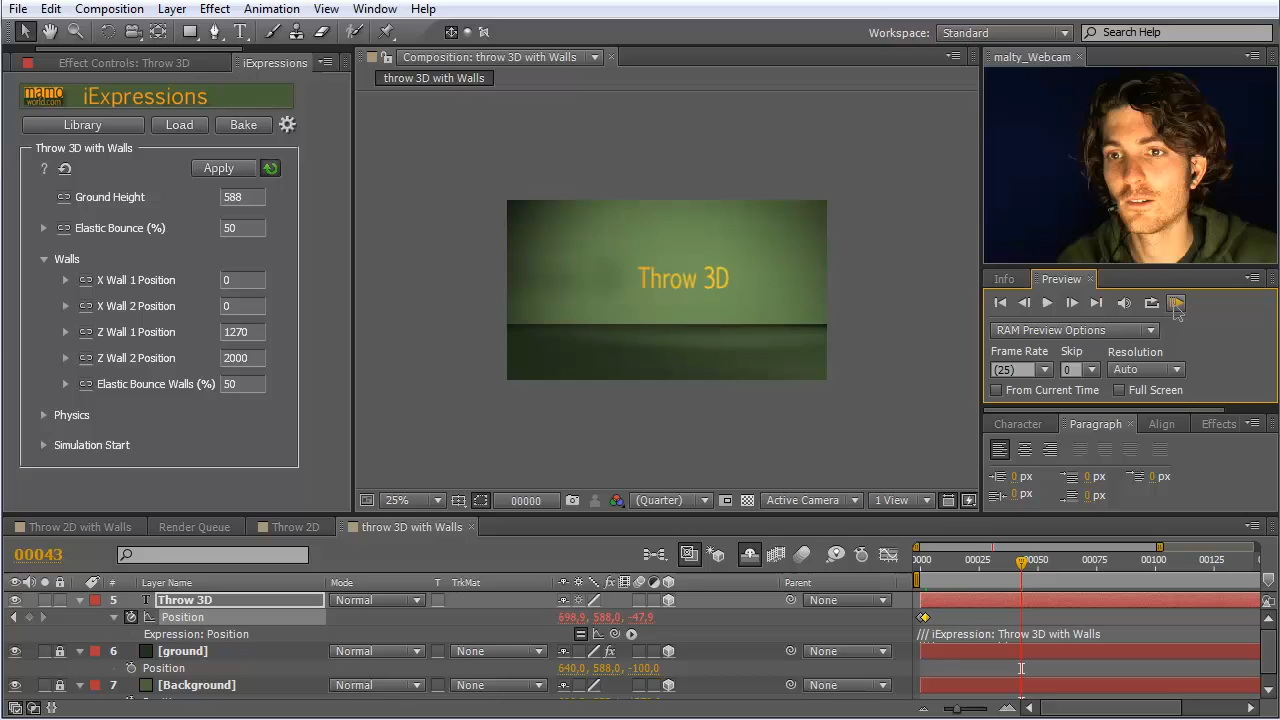 File Edit Composition Layer Effect Animation View Window Help
Workspace: Standard Search Help
Effect Controls: Throw 3D iExpressions
Composition: throw 3D with Walls
malty_Webcam
throw 3D with Walls
mamo world.com iExpressions
Library Load Bake
Throw 3D with Walls
? Apply
Ground Height 588
Elastic Bounce (%) 50
Walls
X Wall 1 Position 0
X Wall 2 Position 0
Z Wall 1 Position 1270
Z Wall 2 Position 2000
Elastic Bounce Walls (%) 50
Physics
Simulation Start
Throw 3D
Info Preview
RAM Preview Options
Frame Rate Skip Resolution
(25) 0 Auto
From Current Time Full Screen
Character Paragraph Align Effects
0 px 0 px 0 px
0 px 0 px
25% 00000 (Quarter) Active Camera 1 View
Throw 2D with Walls Render Queue Throw 2D throw 3D with Walls
00043
0000 00025 00050 00075 00100 00125
# Layer Name Mode T TrkMat Parent
5 T Throw 3D Normal None
Position 698,9, 588,0, -47,9
Expression: Position /// iExpression: Throw 3D with Walls
6 [ground] Normal None None
Position 640,0, 588,0, -100,0
7 [Background] Normal None None